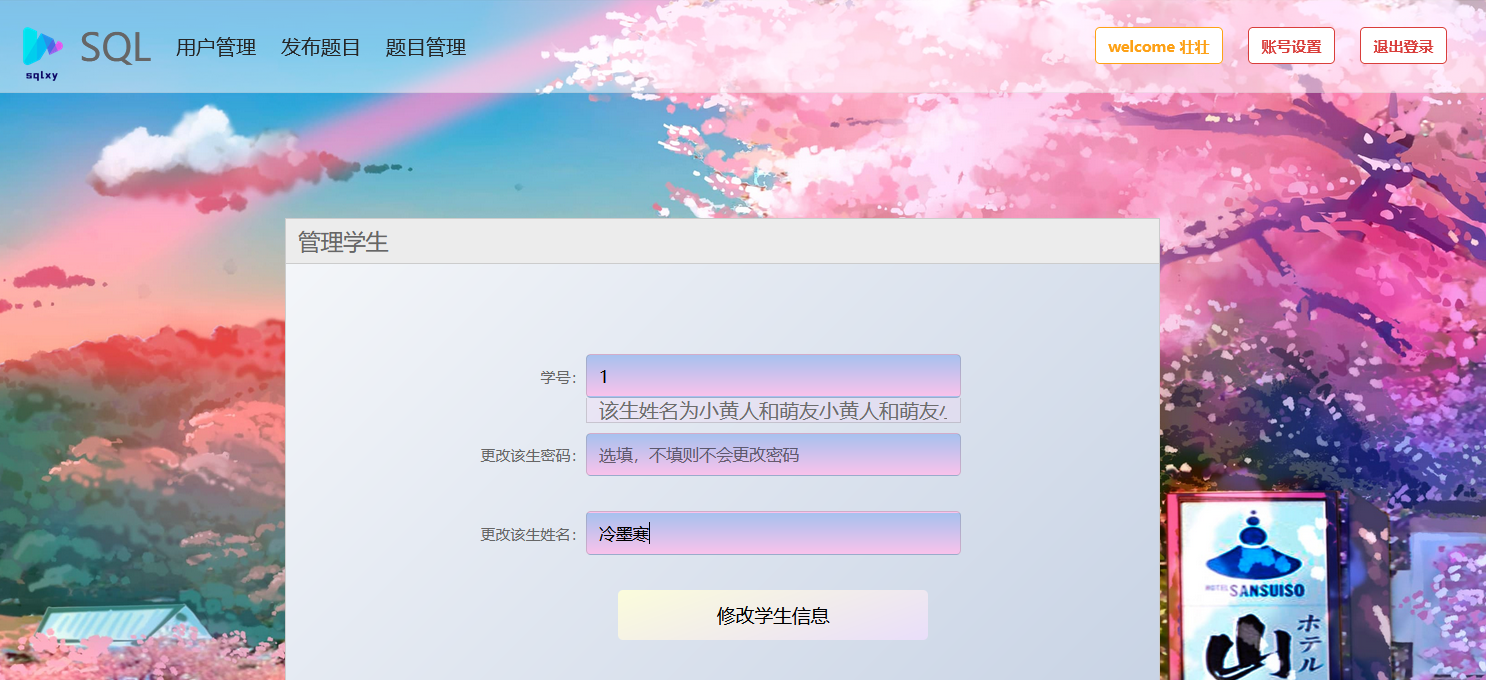 sqlxy
SQL 用户管理 发布题目 题目管理 welcome 壮壮 账号设置 退出登录
管理学生
学号： 1
该生姓名为小黄人和萌友小黄人和萌友
更改该生密码： 选填，不填则不会更改密码
更改该生姓名： 冷墨寒
修改学生信息
HOTEL SANSUISO
山
ホテル